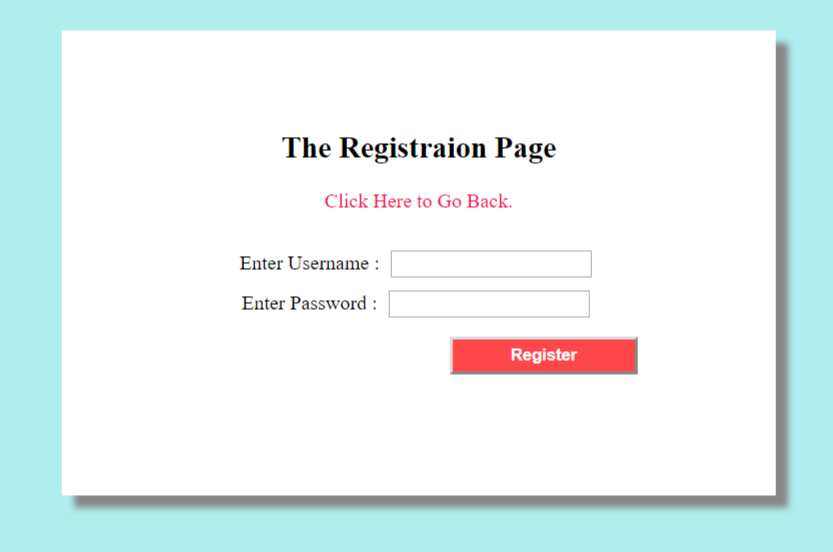 The Registraion Page
Click Here to Go Back.
Enter Username :
Enter Password :
Register